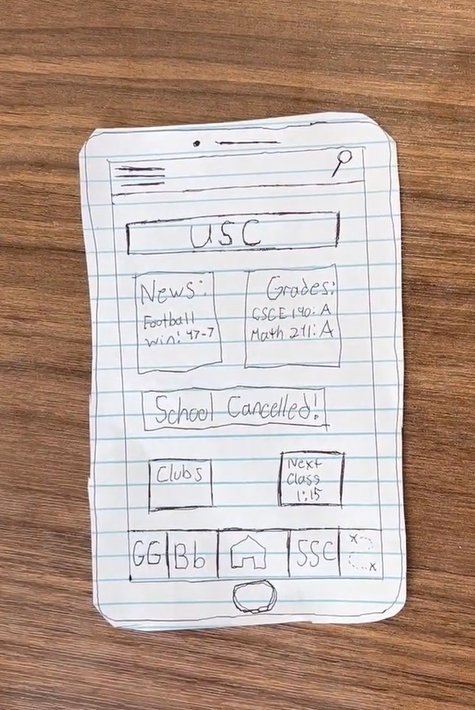 USC
News:
Football
win: 47-7
Grades:
CSCE 190: A
Math 241: A
School Cancelled!
Clubs
Next
Class
1:15
GG Bb SSC
x
x